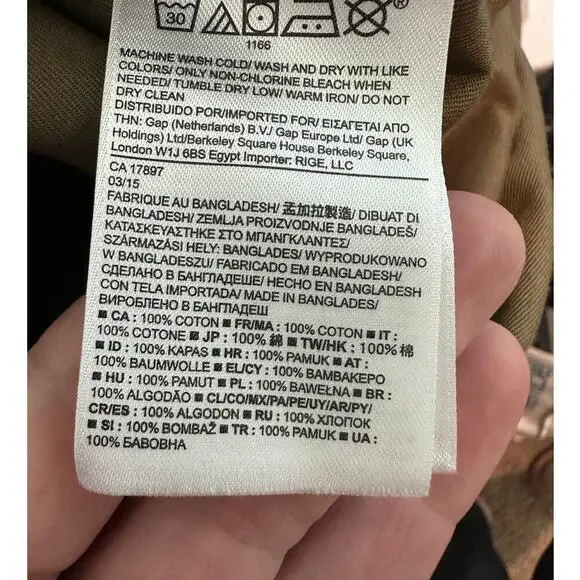 30
®
1166
MACHINE WASH COLD/ WASH AND DRY WITH LIKE
COLORS/ ONLY NON-CHLORINE BLEACH WHEN
NEEDED/ TUMBLE DRY LOW/ WARM IRON/ DO NOT
DRY CLEAN
DISTRIBUIDO POR/IMPORTED FOR/ ΕΙΣΑΓΕΤΑΙ ΑΠΟ
ΤΗΝ: Gap (Netherlands) B.V./ Gap Europe Ltd/ Gap (UK
Holdings) Ltd/Berkeley Square House Berkeley Square,
London W1J 6BS Egypt Importer: RIGE, LLC
CA 17897
03/15
FABRIQUE AU BANGLADESH/ 孟加拉製造/ DIBUAT DI
BANGLADESH/ ZEMLJA PROIZVODNJE BANGLADEŠ/
ΚΑΤΑΣΚΕΥΑΣΤΗΚΕ ΣΤΟ ΜΠΑΝΓΚΛΑΝΤΕΣ/
SZÁRMAZÁSI HELY: BANGLADES/ WYPRODUKOWANO
W BANGLADESZU/ FABRICADO EM BANGLADESH/
СДЕЛАНО В БАНГЛАДЕШЕ/ HECHO EN BANGLADESH
CON TELA IMPORTADA/ MADE IN BANGLADES/
ВИРОБЛЕНО В БАНГЛАДЕШ
■ CA : 100% COTON ■ FR/MA : 100% COTON ■ IT :
100% COTONE ■ JP : 100% 綿 ■ TW/HK : 100% 棉
■ ID : 100% KAPAS ■ HR : 100% PAMUK ■ AT :
100% BAUMWOLLE ■ EL/CY : 100% ΒΑΜΒΑΚΕΡΟ
■ HU : 100% PAMUT ■ PL : 100% BAWEŁNA ■ BR :
100% ALGODÃO ■ CL/CO/MX/PA/PE/UY/AR/PY/
CR/ES : 100% ALGODON ■ RU : 100% ХЛОПОК
■ SI : 100% BOMBAŽ ■ TR : 100% PAMUK ■ UA :
100% БАВОВНА